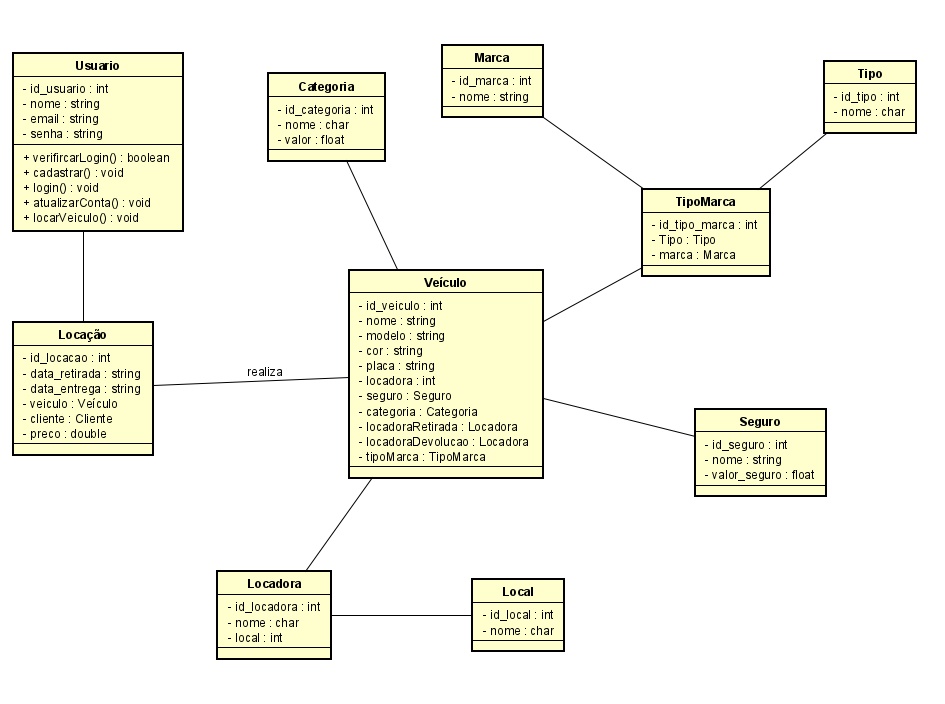 Usuario
- id_usuario : int
- nome : string
- email : string
- senha : string
+ verifircarLogin() : boolean
+ cadastrar() : void
+ login() : void
+ atualizarConta() : void
+ locarVeiculo() : void
Categoria
- id_categoria : int
- nome : char
- valor : float
Marca
- id_marca : int
- nome : string
Tipo
- id_tipo : int
- nome : char
TipoMarca
- id_tipo_marca : int
- Tipo : Tipo
- marca : Marca
Veículo
- id_veiculo : int
- nome : string
- modelo : string
- cor : string
- placa : string
- locadora : int
- seguro : Seguro
- categoria : Categoria
- locadoraRetirada : Locadora
- locadoraDevolucao : Locadora
- tipoMarca : TipoMarca
Locação
- id_locacao : int
- data_retirada : string
- data_entrega : string
- veiculo : Veículo
- cliente : Cliente
- preco : double
realiza
Seguro
- id_seguro : int
- nome : string
- valor_seguro : float
Locadora
- id_locadora : int
- nome : char
- local : int
Local
- id_local : int
- nome : char